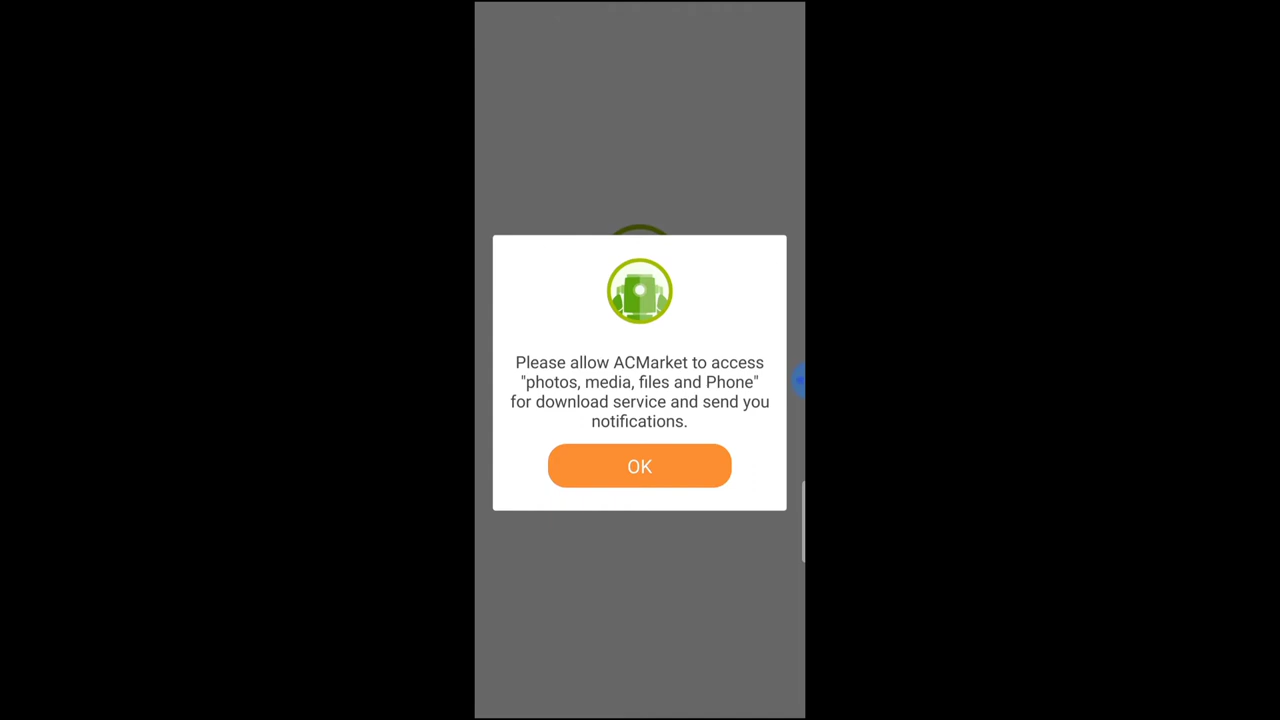 Please allow ACMarket to access
"photos, media, files and Phone"
for download service and send you
notifications.
OK